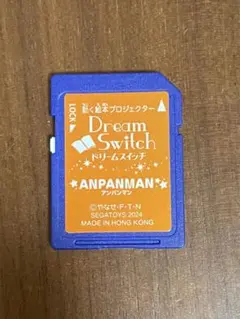 LOCK
動く絵本プロジェクター
Dream
Switch
ドリームスイッチ
ANPANMAN
アンパンマン
©やなせ・F・T・N
SEGATOYS 2024
MADE IN HONG KONG